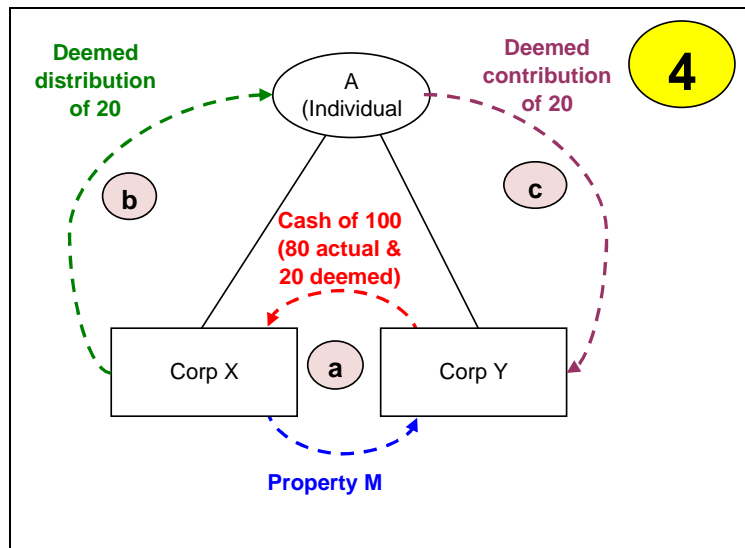 Deemed
distribution
of 20
A
(Individual
Deemed
contribution
of 20
4
b
c
Cash of 100
(80 actual &
20 deemed)
Corp X
a
Corp Y
Property M